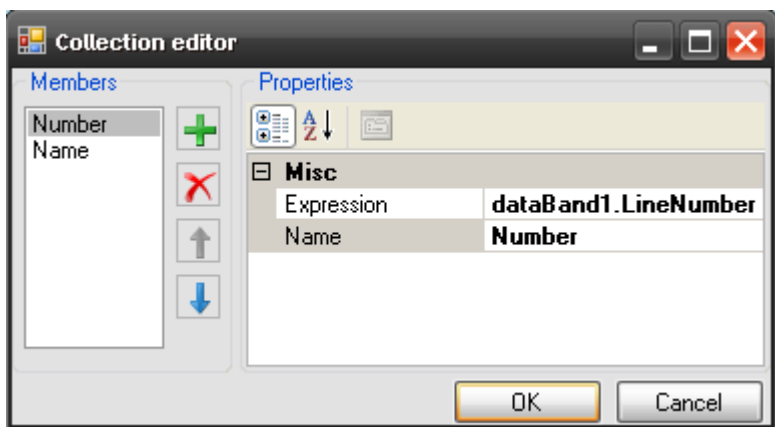 Collection editor
Members
Properties
Number
Name
A
Z
Misc
Expression dataBand1.LineNumber
Name Number
OK Cancel